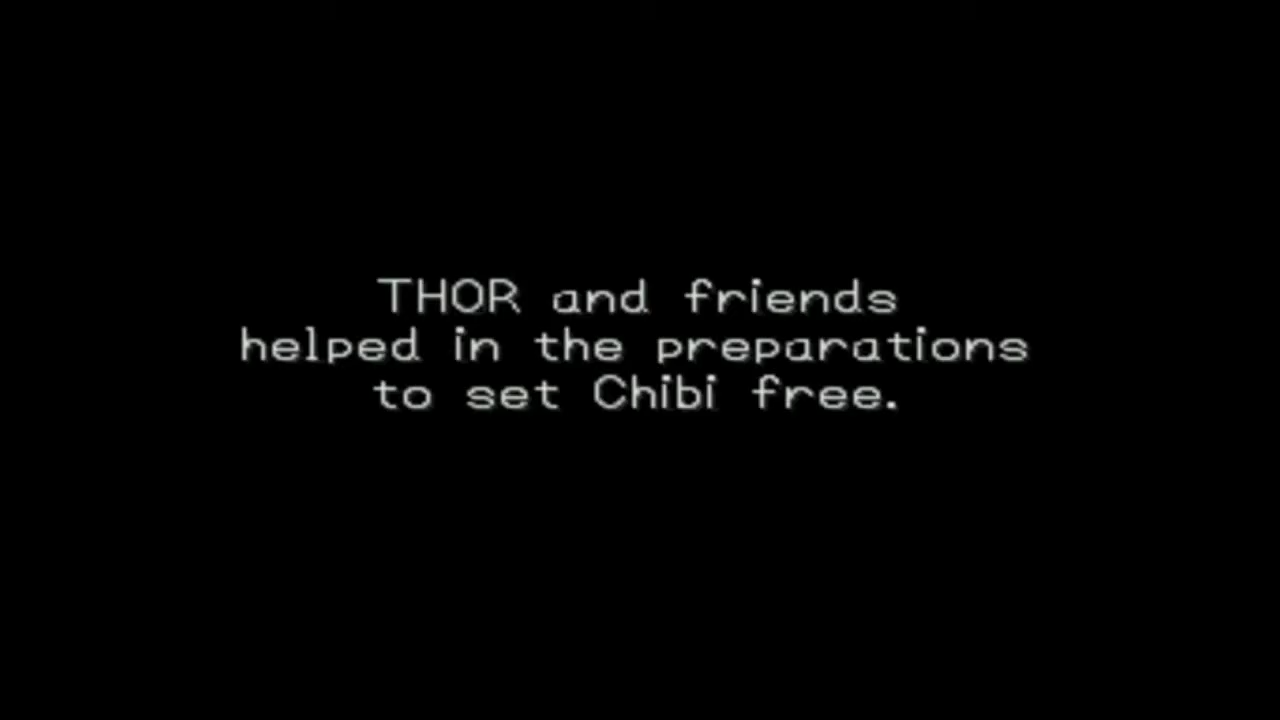 THOR and friends
helped in the preparations
to set Chibi free.